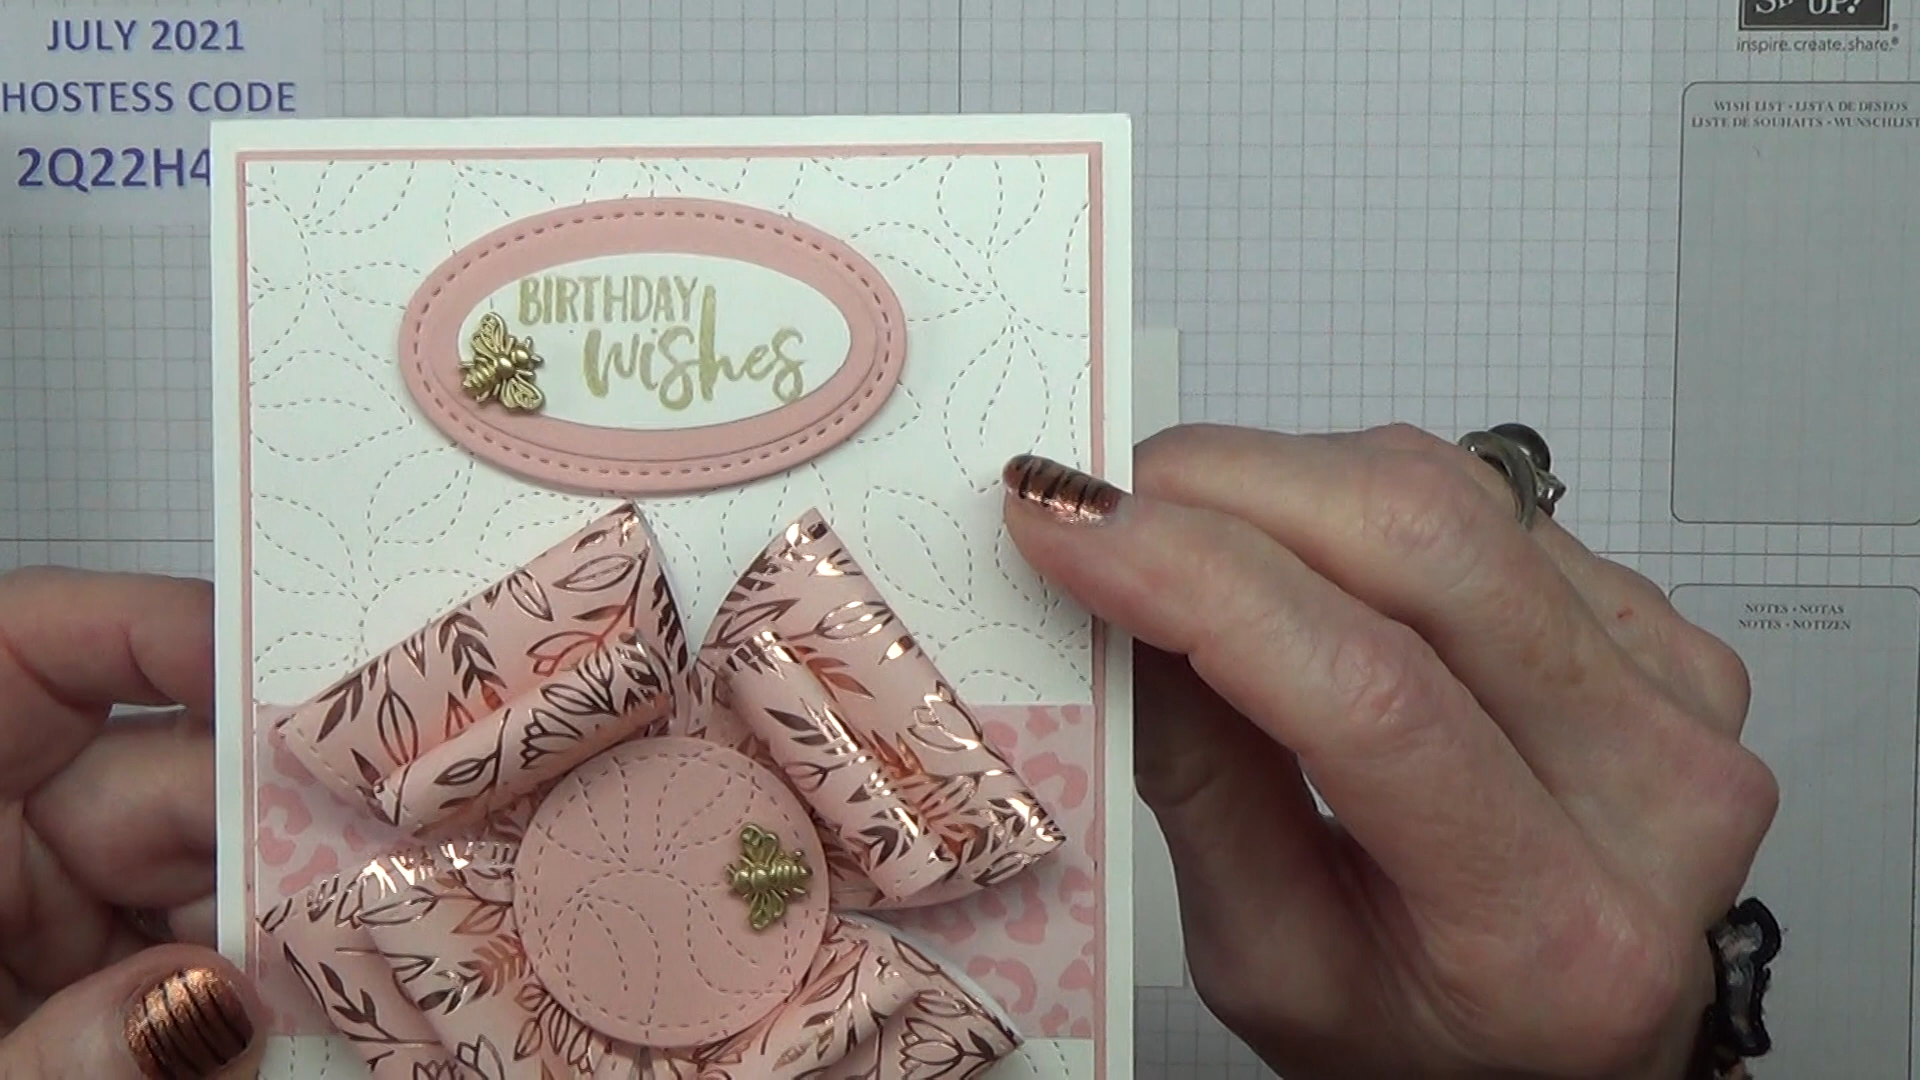 JULY 2021
HOSTESS CODE
2Q22H4
BIRTHDAY
wishes
UP!
inspire.create.share.®
WISH LIST • LISTA DE DESEOS
LISTE DE SOUHAITS • WUNSCHLIST
NOTES • NOTAS
NOTES • NOTIZEN